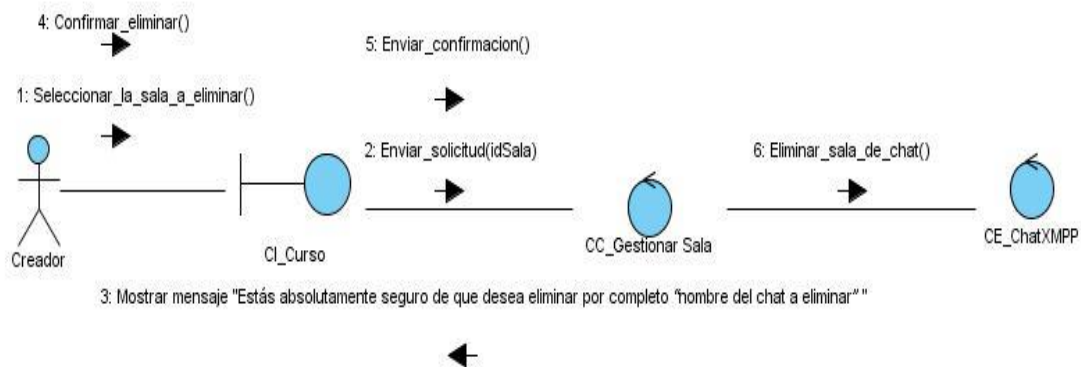 4: Confirmar_eliminar()
5: Enviar_confirmacion()
1: Seleccionar_la_sala_a_eliminar()
2: Enviar_solicitud(idSala)
6: Eliminar_sala_de_chat()
Creador
CI_Curso
CC_Gestionar Sala
CE_ChatXMPP
3: Mostrar mensaje "Estás absolutamente seguro de que desea eliminar por completo “nombre del chat a eliminar” "